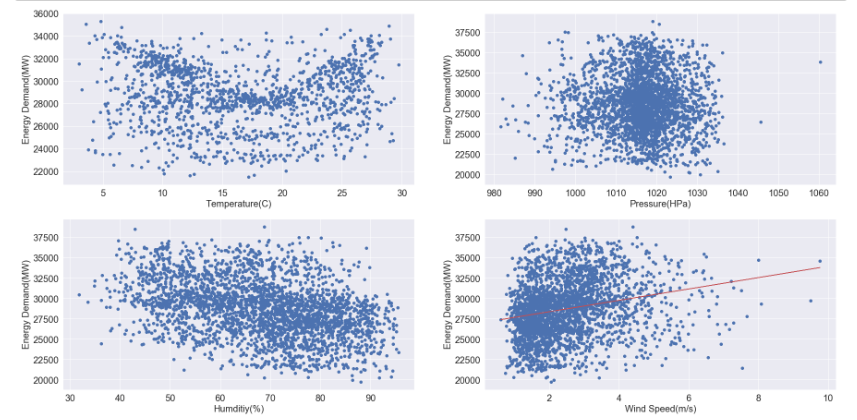 36000
34000
32000
30000
28000
26000
24000
22000
Energy Demand(MW)
5 10 15 20 25 30
Temperature(C)
37500
35000
32500
30000
27500
25000
22500
20000
Energy Demand(MW)
980 990 1000 1010 1020 1030 1040 1050 1060
Pressure(HPa)
37500
35000
32500
30000
27500
25000
22500
20000
Energy Demand(MW)
30 40 50 60 70 80 90
Humditiy(%)
37500
35000
32500
30000
27500
25000
22500
20000
Energy Demand(MW)
2 4 6 8 10
Wind Speed(m/s)